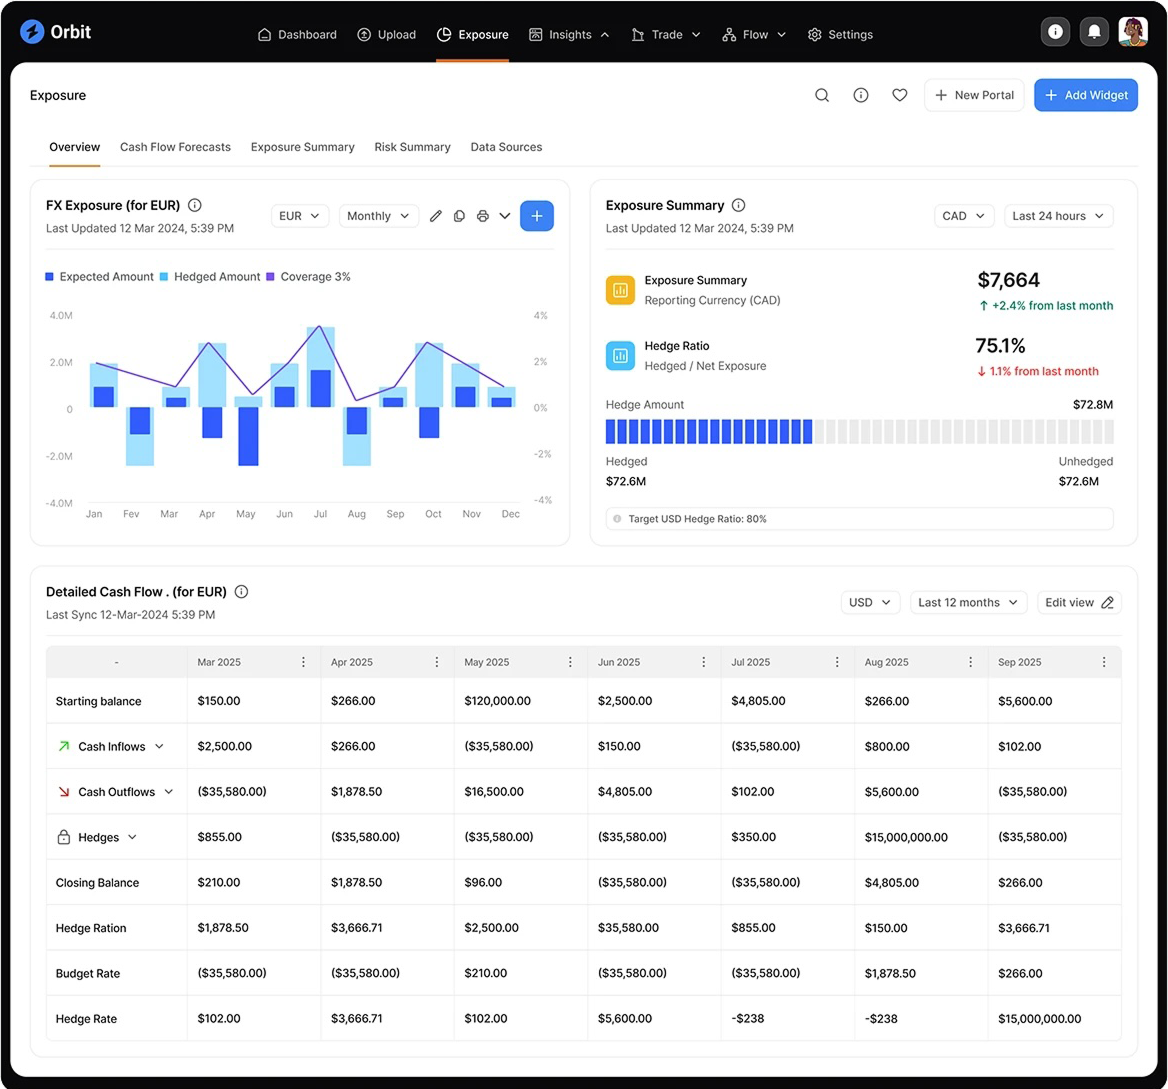 Orbit
Dashboard Upload Exposure Insights Trade Flow Settings
Exposure
New Portal Add Widget
Overview Cash Flow Forecasts Exposure Summary Risk Summary Data Sources
FX Exposure (for EUR)
Last Updated 12 Mar 2024, 5:39 PM
EUR Monthly
Expected Amount Hedged Amount Coverage 3%
4.0M 4%
2.0M 2%
0 0%
-2.0M -2%
-4.0M -4%
Jan Fev Mar Apr May Jun Jul Aug Sep Oct Nov Dec
Exposure Summary
Last Updated 12 Mar 2024, 5:39 PM
CAD Last 24 hours
Exposure Summary
Reporting Currency (CAD)
$7,664
+2.4% from last month
Hedge Ratio
Hedged / Net Exposure
75.1%
1.1% from last month
Hedge Amount $72.8M
Hedged Unhedged
$72.6M $72.6M
Target USD Hedge Ratio: 80%
Detailed Cash Flow . (for EUR)
Last Sync 12-Mar-2024 5:39 PM
USD Last 12 months Edit view
- Mar 2025 Apr 2025 May 2025 Jun 2025 Jul 2025 Aug 2025 Sep 2025
Starting balance $150.00 $266.00 $120,000.00 $2,500.00 $4,805.00 $266.00 $5,600.00
Cash Inflows $2,500.00 $266.00 ($35,580.00) $150.00 ($35,580.00) $800.00 $102.00
Cash Outflows ($35,580.00) $1,878.50 $16,500.00 $4,805.00 $102.00 $5,600.00 ($35,580.00)
Hedges $855.00 ($35,580.00) ($35,580.00) ($35,580.00) $350.00 $15,000,000.00 ($35,580.00)
Closing Balance $210.00 $1,878.50 $96.00 ($35,580.00) ($35,580.00) $4,805.00 $266.00
Hedge Ration $1,878.50 $3,666.71 $2,500.00 $35,580.00 $855.00 $150.00 $3,666.71
Budget Rate ($35,580.00) ($35,580.00) $210.00 ($35,580.00) ($35,580.00) $1,878.50 $266.00
Hedge Rate $102.00 $3,666.71 $102.00 $5,600.00 -$238 -$238 $15,000,000.00